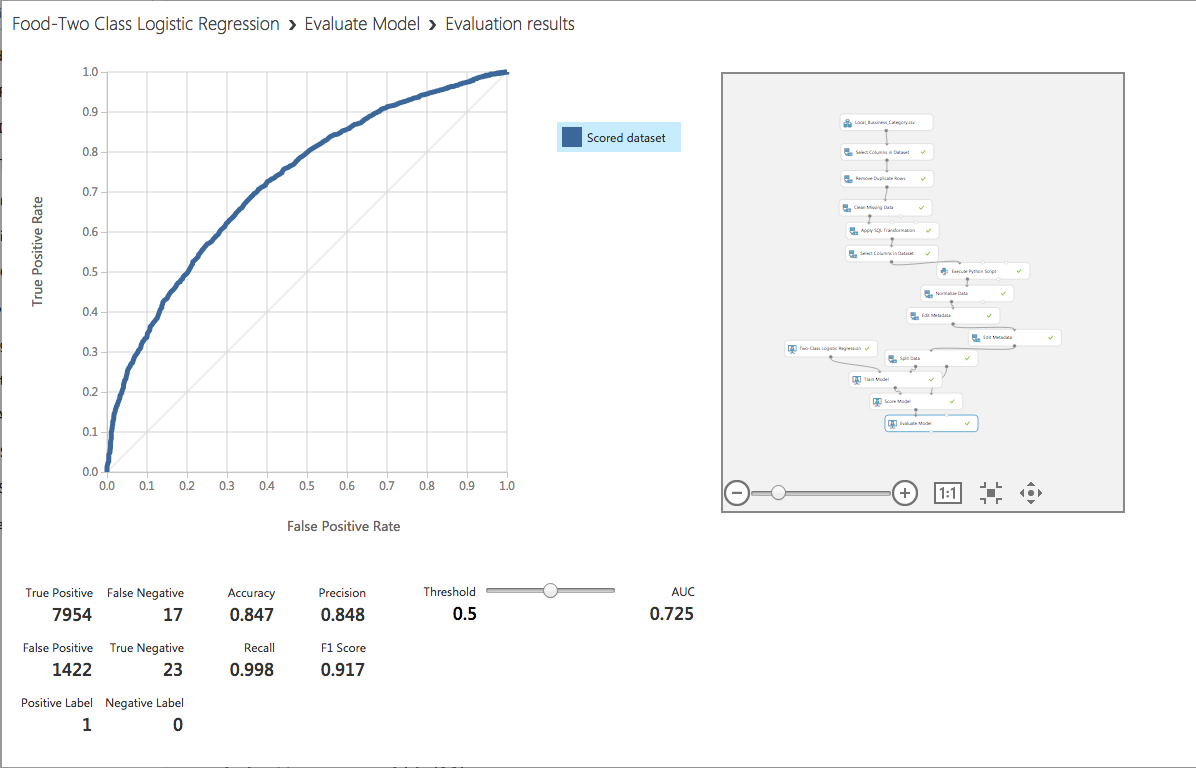 Food-Two Class Logistic Regression › Evaluate Model › Evaluation results
1.0
0.9
0.8
0.7
0.6
0.5
0.4
0.3
0.2
0.1
0.0
True Positive Rate
0.0 0.1 0.2 0.3 0.4 0.5 0.6 0.7 0.8 0.9 1.0
False Positive Rate
Scored dataset
Local_Bussiness_Category.csv
Select Columns in Dataset
Remove Duplicate Rows
Clean Missing Data
Apply SQL Transformation
Select Columns in Dataset
Execute Python Script
Normalize Data
Edit Metadata
Edit Metadata
Two-Class Logistic Regression
Split Data
Train Model
Score Model
Evaluate Model
1:1
True Positive False Negative Accuracy Precision Threshold AUC
7954 17 0.847 0.848 0.5 0.725
False Positive True Negative Recall F1 Score
1422 23 0.998 0.917
Positive Label Negative Label
1 0